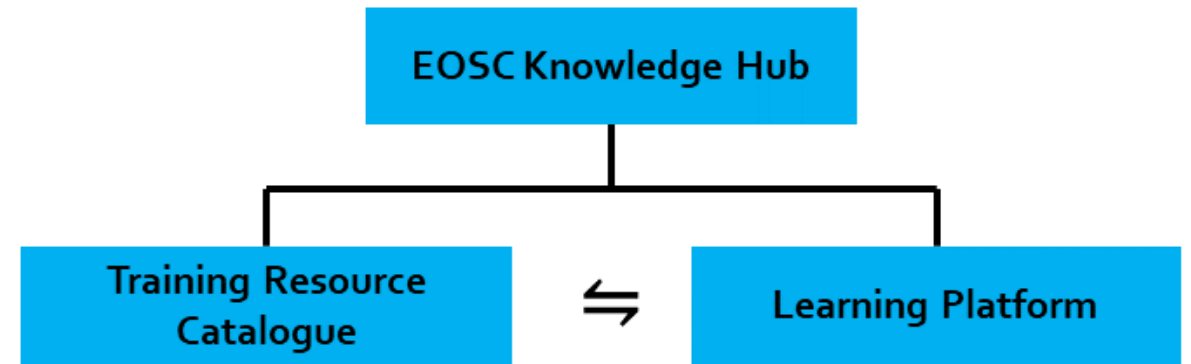 EOSC Knowledge Hub
Training Resource
Catalogue
⇋
Learning Platform